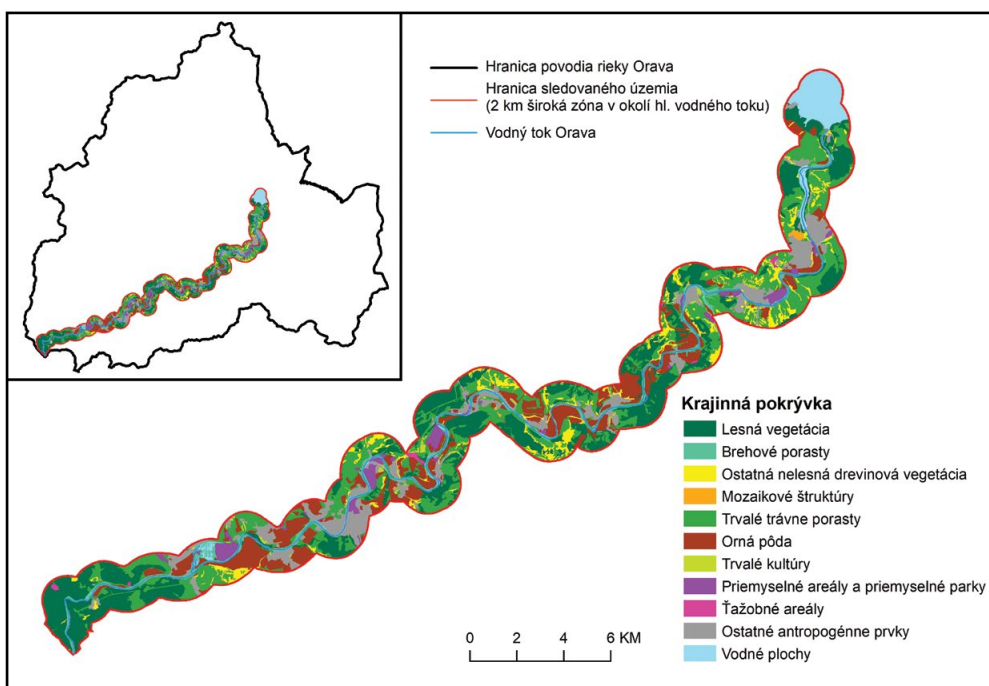 Hranica povodia rieky Orava
Hranica sledovaného územia
(2 km široká zóna v okolí hl. vodného toku)
Vodný tok Orava
Krajinná pokrývka
Lesná vegetácia
Brehové porasty
Ostatná nelesná drevinová vegetácia
Mozaikové štruktúry
Trvalé trávne porasty
Orná pôda
Trvalé kultúry
Priemyselné areály a priemyselné parky
Ťažobné areály
Ostatné antropogénne prvky
Vodné plochy
0 2 4 6 KM